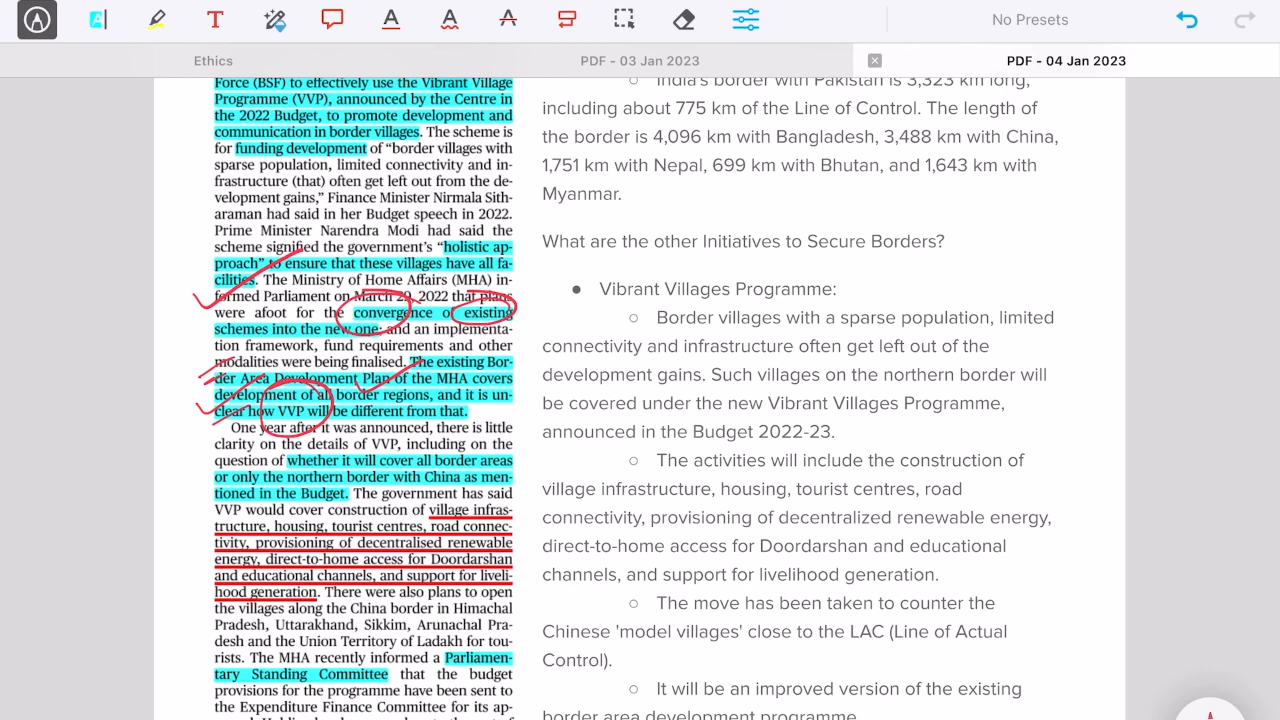 No Presets
Ethics
PDF - 03 Jan 2023
PDF - 04 Jan 2023
Force (BSF) to effectively use the Vibrant Village
Programme (VVP), announced by the Centre in
the 2022 Budget, to promote development and
communication in border villages. The scheme is
for funding development of “border villages with
sparse population, limited connectivity and in-
frastructure (that) often get left out from the de-
velopment gains,” Finance Minister Nirmala Sith-
araman had said in her Budget speech in 2022.
Prime Minister Narendra Modi had said the
scheme signified the government’s “holistic ap-
proach” to ensure that these villages have all fa-
cilities. The Ministry of Home Affairs (MHA) in-
formed Parliament on March 29, 2022 that plans
were afoot for the convergence of existing
schemes into the new one; and an implementa-
tion framework, fund requirements and other
modalities were being finalised. The existing Bor-
der Area Development Plan of the MHA covers
development of all border regions, and it is un-
clear how VVP will be different from that.
One year after it was announced, there is little
clarity on the details of VVP, including on the
question of whether it will cover all border areas
or only the northern border with China as men-
tioned in the Budget. The government has said
VVP would cover construction of village infras-
tructure, housing, tourist centres, road connec-
tivity, provisioning of decentralised renewable
energy, direct-to-home access for Doordarshan
and educational channels, and support for liveli-
hood generation. There were also plans to open
the villages along the China border in Himachal
Pradesh, Uttarakhand, Sikkim, Arunachal Pra-
desh and the Union Territory of Ladakh for tou-
rists. The MHA recently informed a Parliamen-
tary Standing Committee that the budget
provisions for the programme have been sent to
the Expenditure Finance Committee for its ap-
○ India's border with Pakistan is 3,323 km long,
including about 775 km of the Line of Control. The length of
the border is 4,096 km with Bangladesh, 3,488 km with China,
1,751 km with Nepal, 699 km with Bhutan, and 1,643 km with
Myanmar.
What are the other Initiatives to Secure Borders?
● Vibrant Villages Programme:
○ Border villages with a sparse population, limited
connectivity and infrastructure often get left out of the
development gains. Such villages on the northern border will
be covered under the new Vibrant Villages Programme,
announced in the Budget 2022-23.
○ The activities will include the construction of
village infrastructure, housing, tourist centres, road
connectivity, provisioning of decentralized renewable energy,
direct-to-home access for Doordarshan and educational
channels, and support for livelihood generation.
○ The move has been taken to counter the
Chinese 'model villages' close to the LAC (Line of Actual
Control).
○ It will be an improved version of the existing
border area development programme